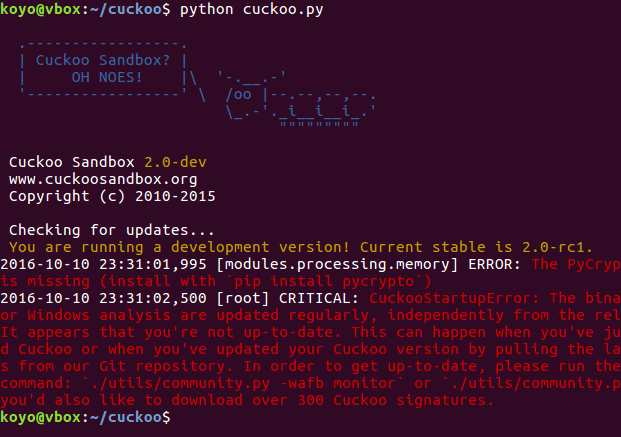 koyo@vbox:~/cuckoo$ python cuckoo.py
Cuckoo Sandbox?
OH NOES!
Cuckoo Sandbox 2.0-dev
www.cuckoosandbox.org
Copyright (c) 2010-2015
Checking for updates...
You are running a development version! Current stable is 2.0-rc1.
2016-10-10 23:31:01,995 [modules.processing.memory] ERROR: The PyCryp
is missing (install with `pip install pycrypto`)
2016-10-10 23:31:02,500 [root] CRITICAL: CuckooStartupError: The bina
or Windows analysis are updated regularly, independently from the rel
It appears that you're not up-to-date. This can happen when you've ju
d Cuckoo or when you've updated your Cuckoo version by pulling the la
s from our Git repository. In order to get up-to-date, please run the
command: `./utils/community.py -wafb monitor` or `./utils/community.p
you'd also like to download over 300 Cuckoo signatures.
koyo@vbox:~/cuckoo$